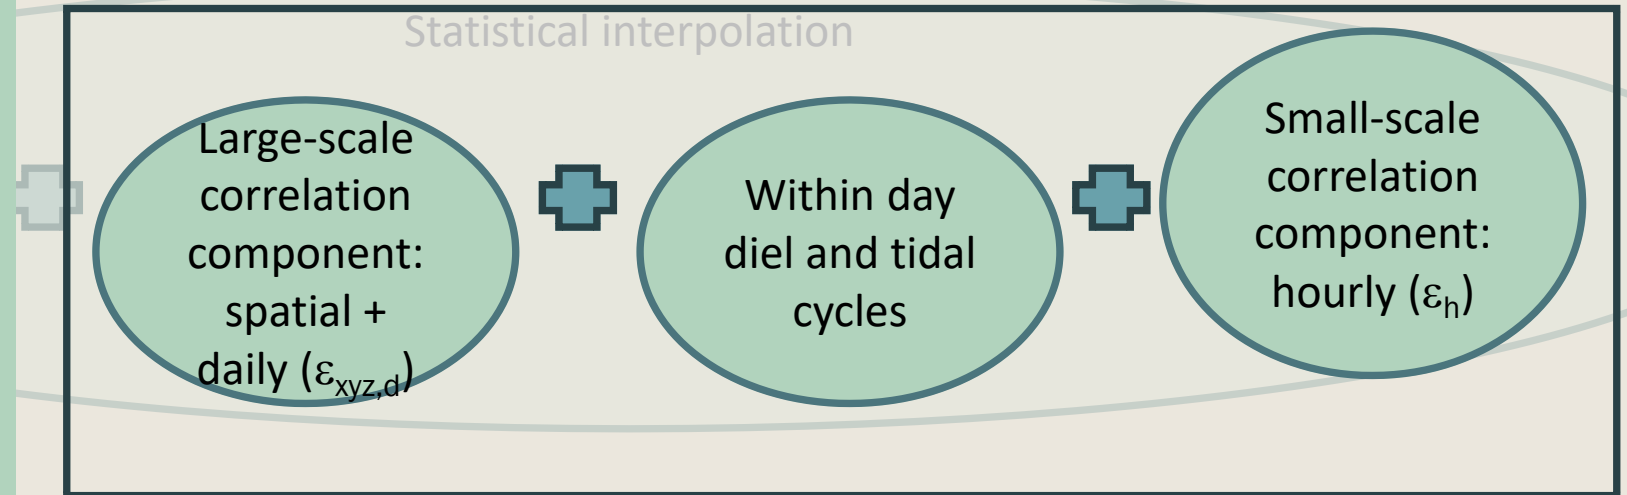 Statistical interpolation
Large-scale
correlation
component:
spatial +
daily (εxyz,d)
Within day
diel and tidal
cycles
Small-scale
correlation
component:
hourly (εh)